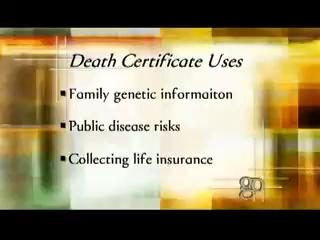 Death Certificate Uses
▪ Family genetic informaiton
▪ Public disease risks
▪ Collecting life insurance
go